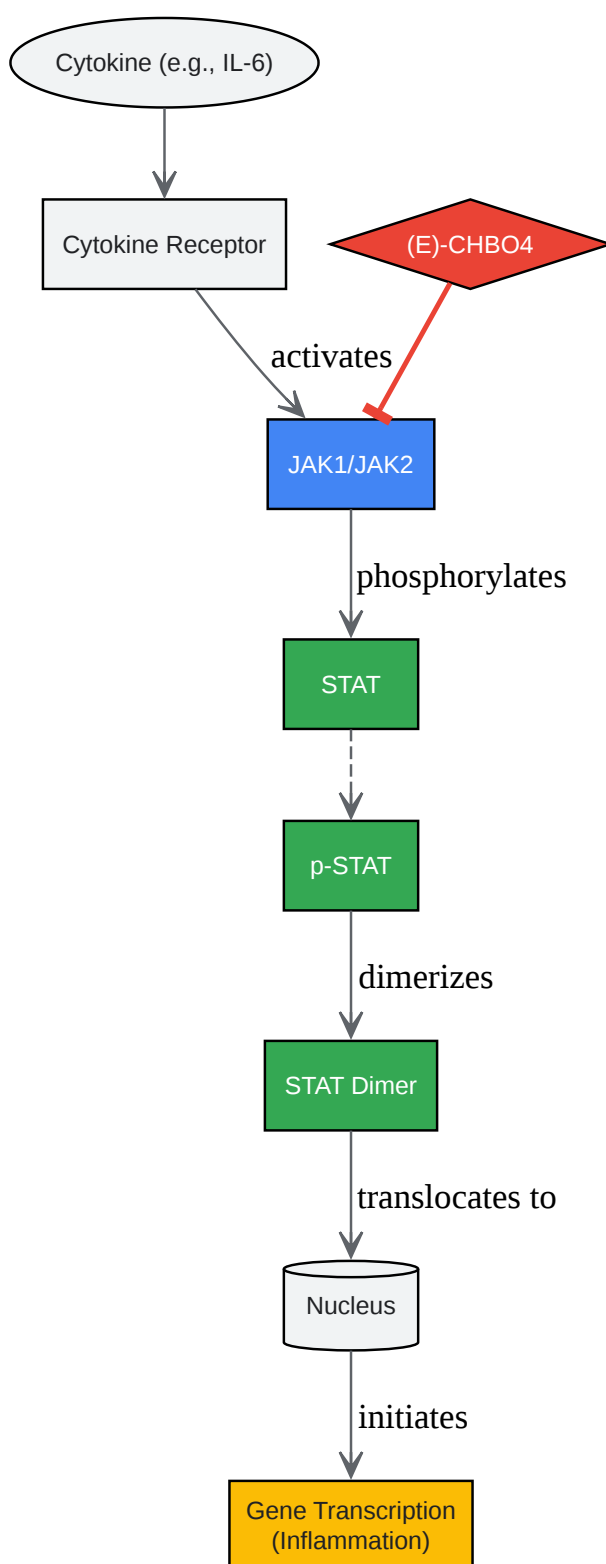 Cytokine (e.g., IL-6)
Cytokine Receptor
(E)-CHBO4
activates
JAK1/JAK2
phosphorylates
STAT
p-STAT
dimerizes
STAT Dimer
translocates to
Nucleus
initiates
Gene Transcription
(Inflammation)